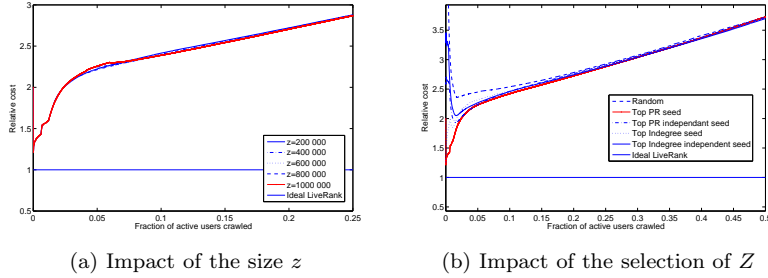 3
2.5
2
1.5
1
0.5
Relative cost
0
0.05
0.1
0.15
0.2
0.25
Fraction of active users crawled
z=200 000
z=400 000
z=600 000
z=800 000
z=1000 000
Ideal LiveRank
(a) Impact of the size z
3.5
3
2.5
2
1.5
1
0.5
Relative cost
0
0.05
0.1
0.15
0.2
0.25
0.3
0.35
0.4
0.45
0.5
Fraction of active users crawled
Random
Top PR seed
Top PR independant seed
Top Indegree seed
Top Indegree independent seed
Ideal LiveRank
(b) Impact of the selection of Z